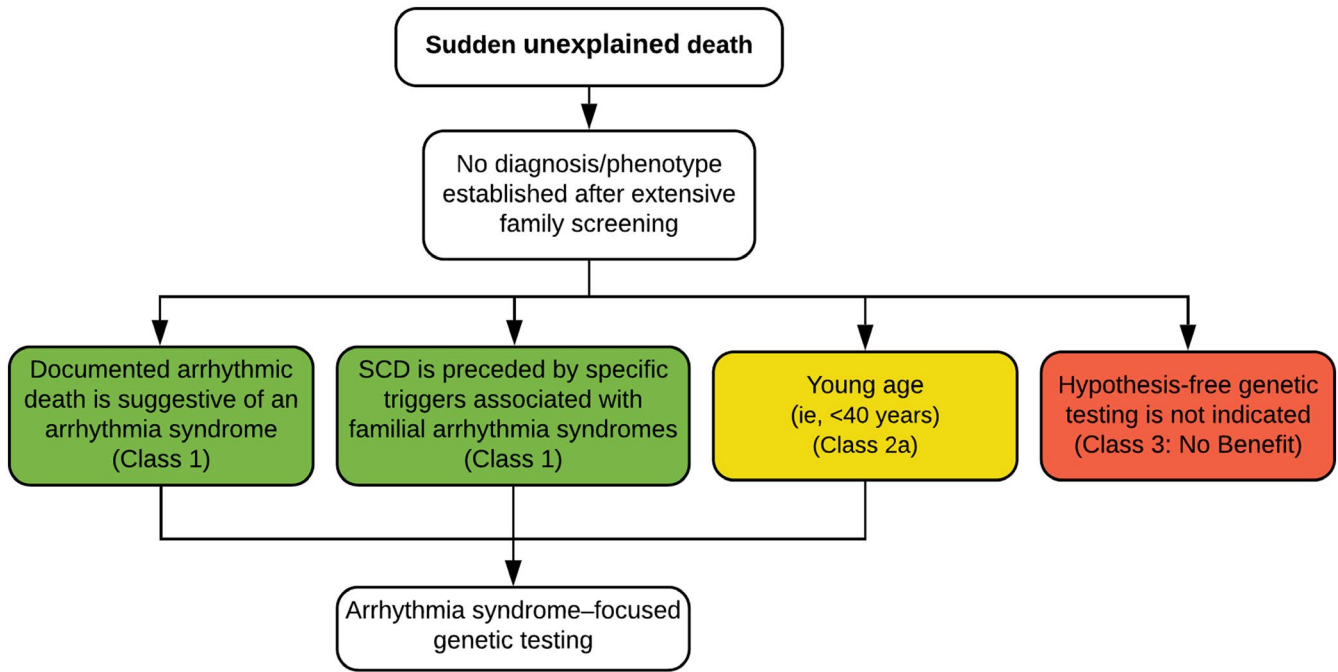 Sudden unexplained death
No diagnosis/phenotype
established after extensive
family screening
Documented arrhythmic
death is suggestive of an
arrhythmia syndrome
(Class 1)
SCD is preceded by specific
triggers associated with
familial arrhythmia syndromes
(Class 1)
Young age
(ie, <40 years)
(Class 2a)
Hypothesis-free genetic
testing is not indicated
(Class 3: No Benefit)
Arrhythmia syndrome–focused
genetic testing